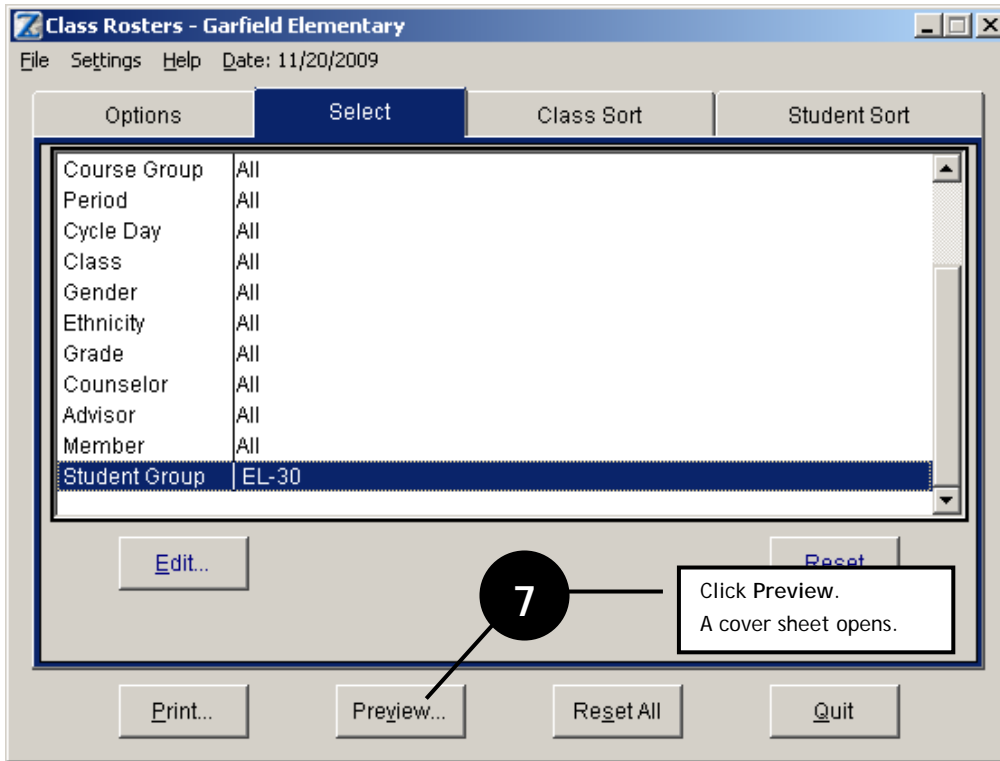 Class Rosters - Garfield Elementary
File Settings Help Date: 11/20/2009
Options Select Class Sort Student Sort
Course Group All
Period All
Cycle Day All
Class All
Gender All
Ethnicity All
Grade All
Counselor All
Advisor All
Member All
Student Group EL-30
Edit... Reset
7
Click Preview.
A cover sheet opens.
Print... Preview... Reset All Quit